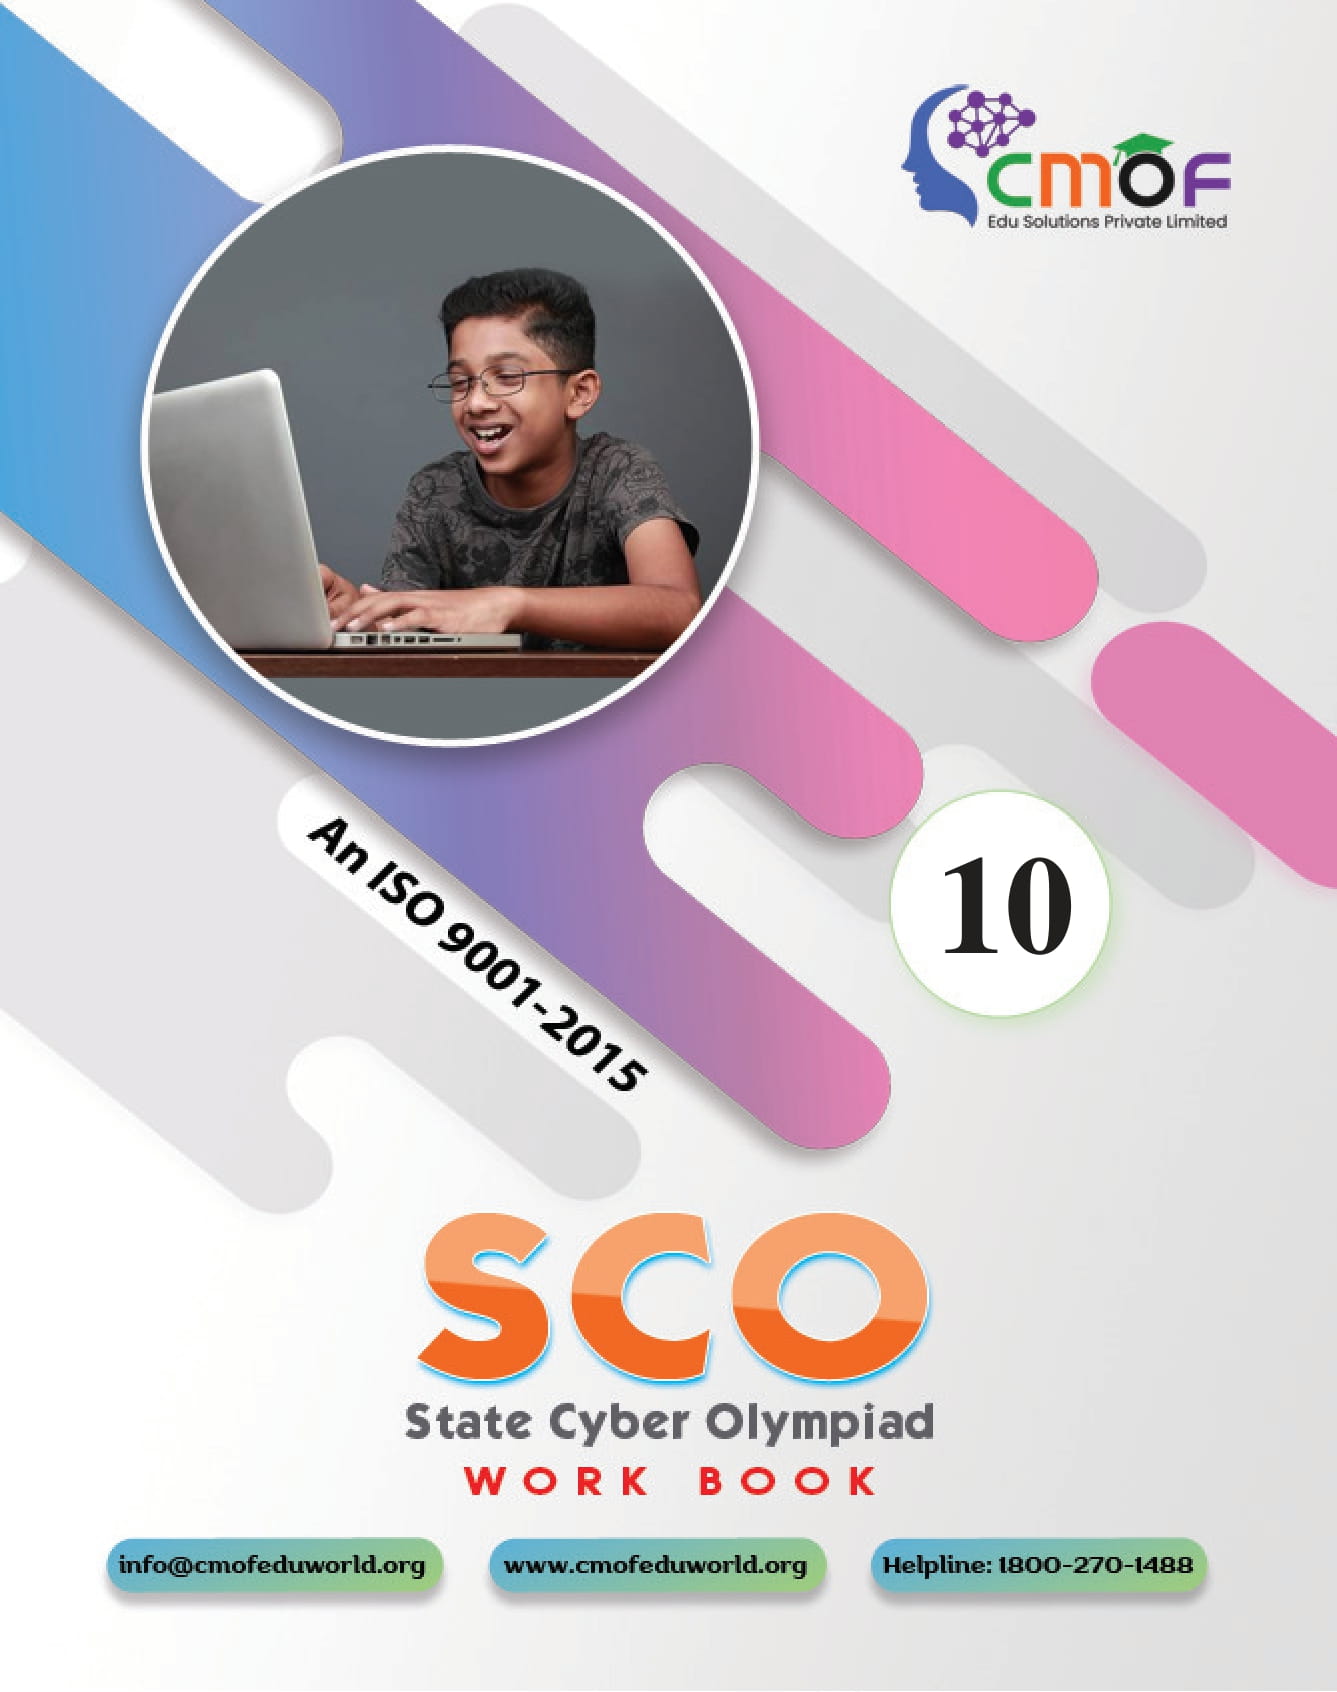 CMOF
Edu Solutions Private Limited
An ISO 9001-2015
10
SCO
State Cyber Olympiad
WORK BOOK
info@cmofeduworld.org
www.cmofeduworld.org
Helpline: 1800-270-1488